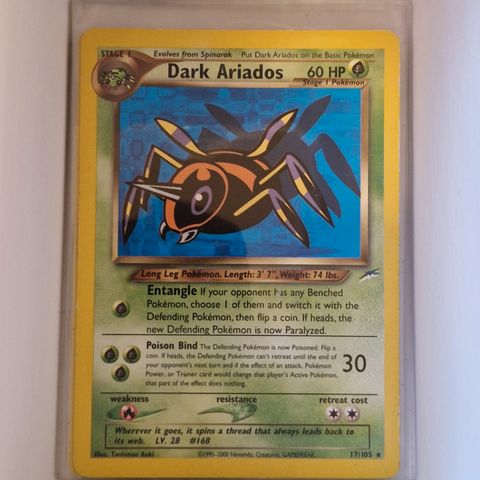 STAGE 1 Evolves from Spinarak Put Dark Ariados on the Basic Pokémon
Dark Ariados 60 HP
Stage 1 Pokémon
Long Leg Pokémon. Length: 3' 7", Weight: 74 lbs.
Entangle If your opponent has any Benched
Pokémon, choose 1 of them and switch it with the
Defending Pokémon, then flip a coin. If heads, the
new Defending Pokémon is now Paralyzed.
Poison Bind The Defending Pokémon is now Poisoned. Flip a
coin. If heads, the Defending Pokémon can't retreat until the end of
your opponent's next turn and if the effect of an attack, Pokémon
Power, or Trainer card would change that player's Active Pokémon,
that part of the effect does nothing.
30
weakness resistance retreat cost
Wherever it goes, it spins a thread that always leads back to
its web. LV. 28 #168
Illus. Toshinao Aoki ©1995-2000 Nintendo, Creatures, GAMEFREAK. 17/105